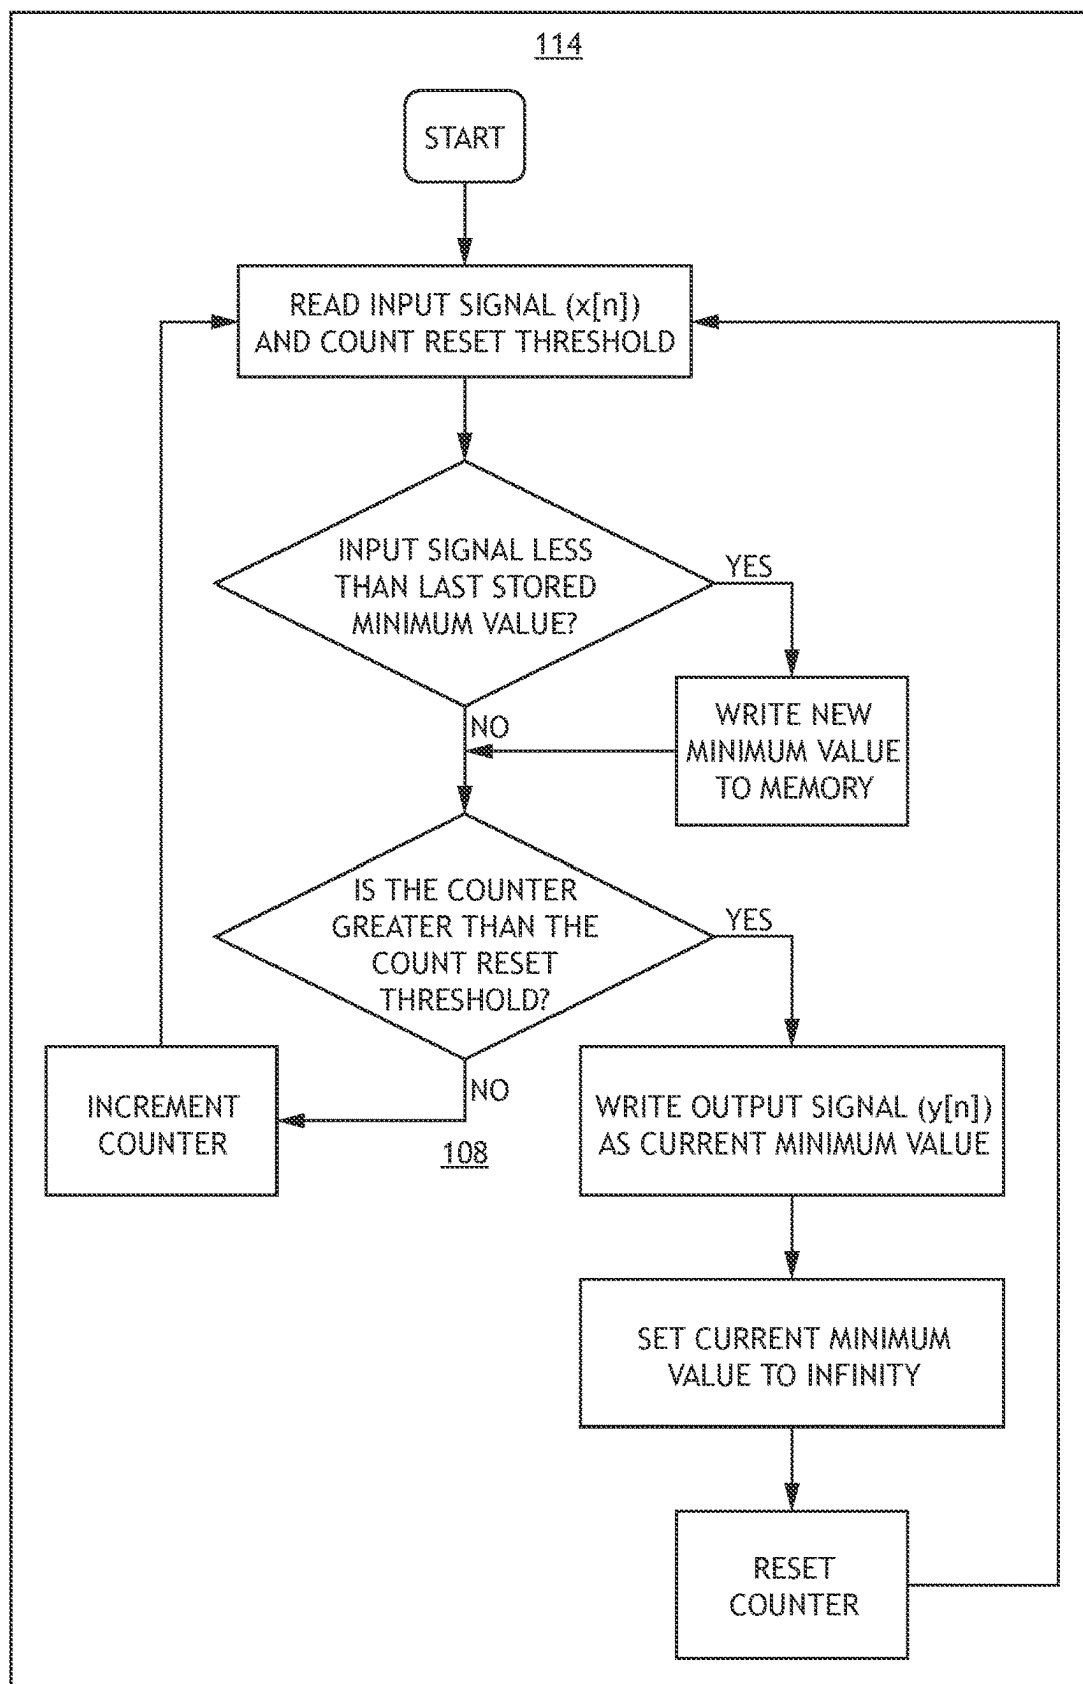 114
START
READ INPUT SIGNAL (x[n])
AND COUNT RESET THRESHOLD
INPUT SIGNAL LESS
THAN LAST STORED
MINIMUM VALUE?
YES
NO
WRITE NEW
MINIMUM VALUE
TO MEMORY
IS THE COUNTER
GREATER THAN THE
COUNT RESET
THRESHOLD?
YES
NO
INCREMENT
COUNTER
108
WRITE OUTPUT SIGNAL (y[n])
AS CURRENT MINIMUM VALUE
SET CURRENT MINIMUM
VALUE TO INFINITY
RESET
COUNTER